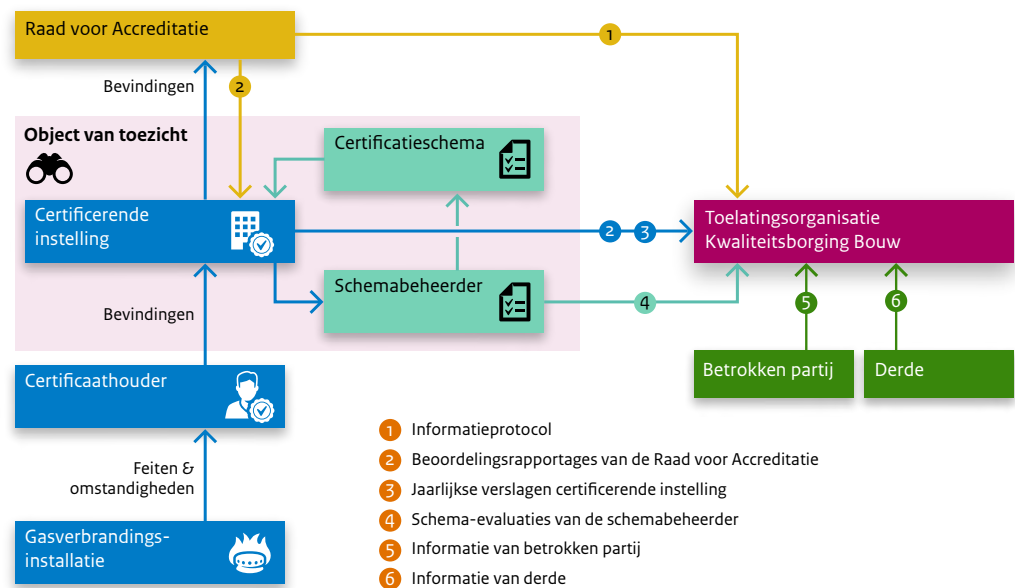 Raad voor Accreditatie
1
Bevindingen
2
Object van toezicht
Certificatieschema
Certificerende
instelling
2
3
Toelatingsorganisatie
Kwaliteitsborging Bouw
Schemabeheerder
4
Bevindingen
5
6
Betrokken partij
Derde
Certificaathouder
Feiten &
omstandigheden
Gasverbrandings-
installatie
1 Informatieprotocol
2 Beoordelingsrapportages van de Raad voor Accreditatie
3 Jaarlijkse verslagen certificerende instelling
4 Schema-evaluaties van de schemabeheerder
5 Informatie van betrokken partij
6 Informatie van derde